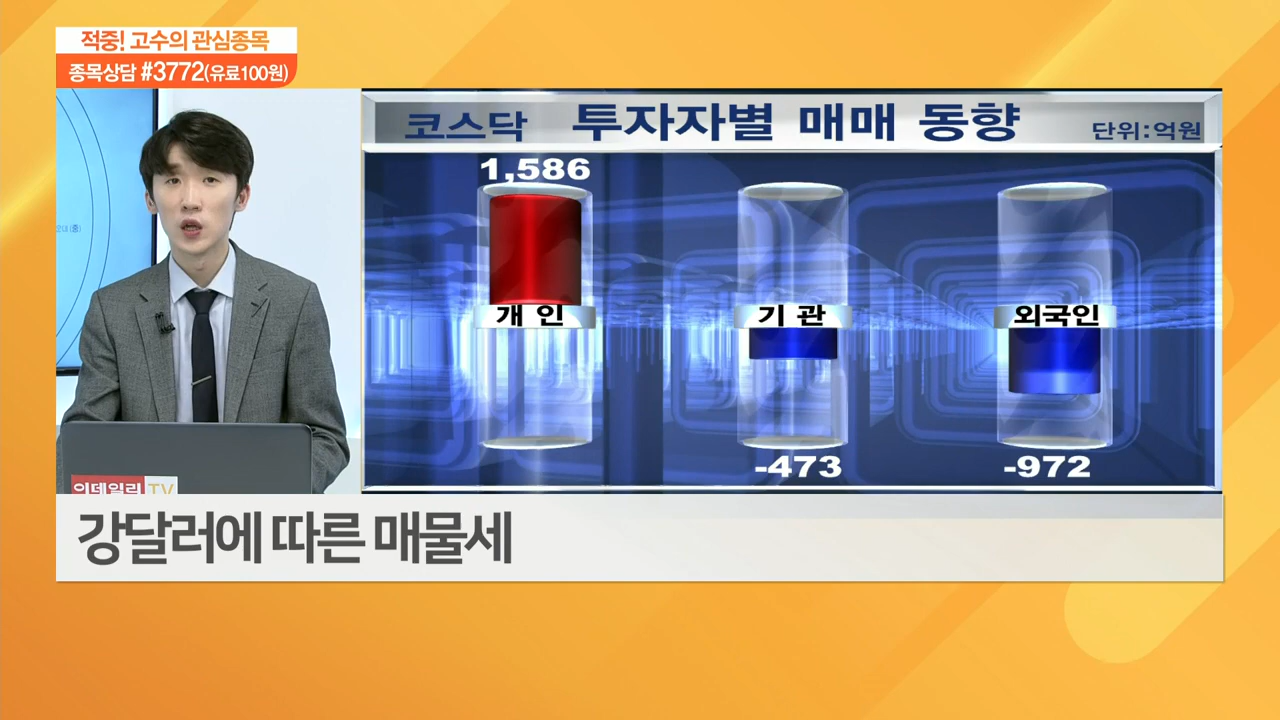 적중! 고수의 관심종목
종목상담 #3772(유료100원)
코스닥 투자자별 매매 동향 단위:억원
1,586
개인 기관 외국인
-473 -972
이데일리 TV
강달러에 따른 매물세